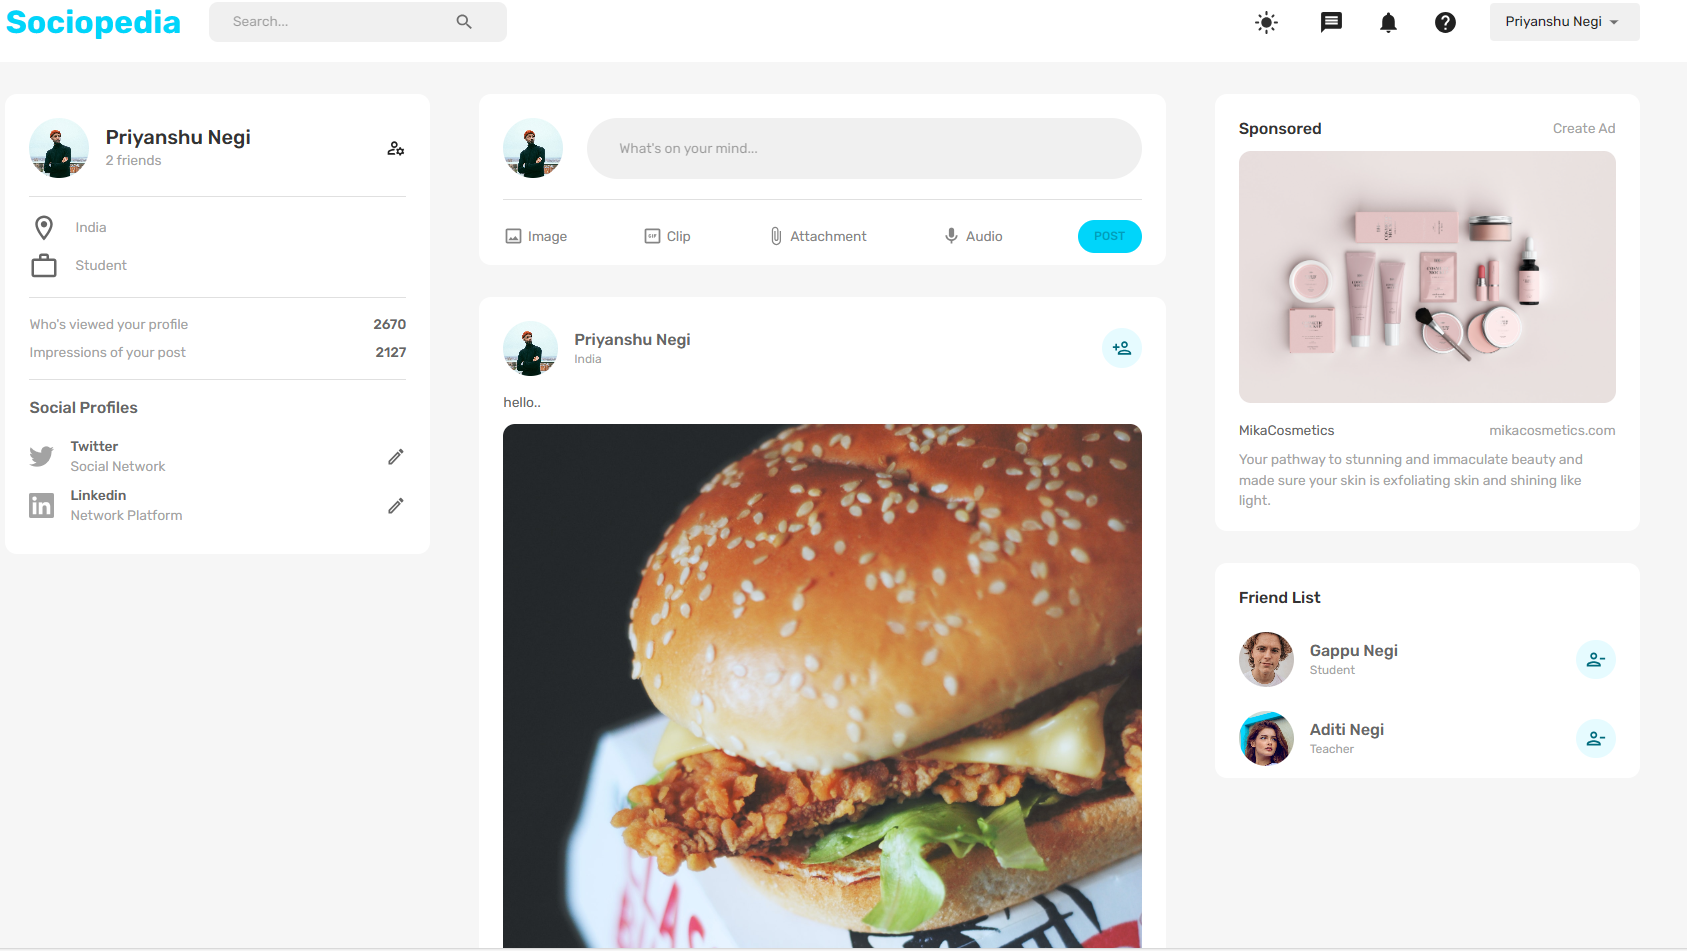 Sociopedia
Search...
Priyanshu Negi
Priyanshu Negi
2 friends
India
Student
Who's viewed your profile 2670
Impressions of your post 2127
Social Profiles
Twitter
Social Network
Linkedin
Network Platform
What's on your mind...
Image
GIF Clip
Attachment
Audio
POST
Priyanshu Negi
India
hello..
Sponsored Create Ad
MikaCosmetics mikacosmetics.com
Your pathway to stunning and immaculate beauty and
made sure your skin is exfoliating skin and shining like
light.
Friend List
Gappu Negi
Student
Aditi Negi
Teacher